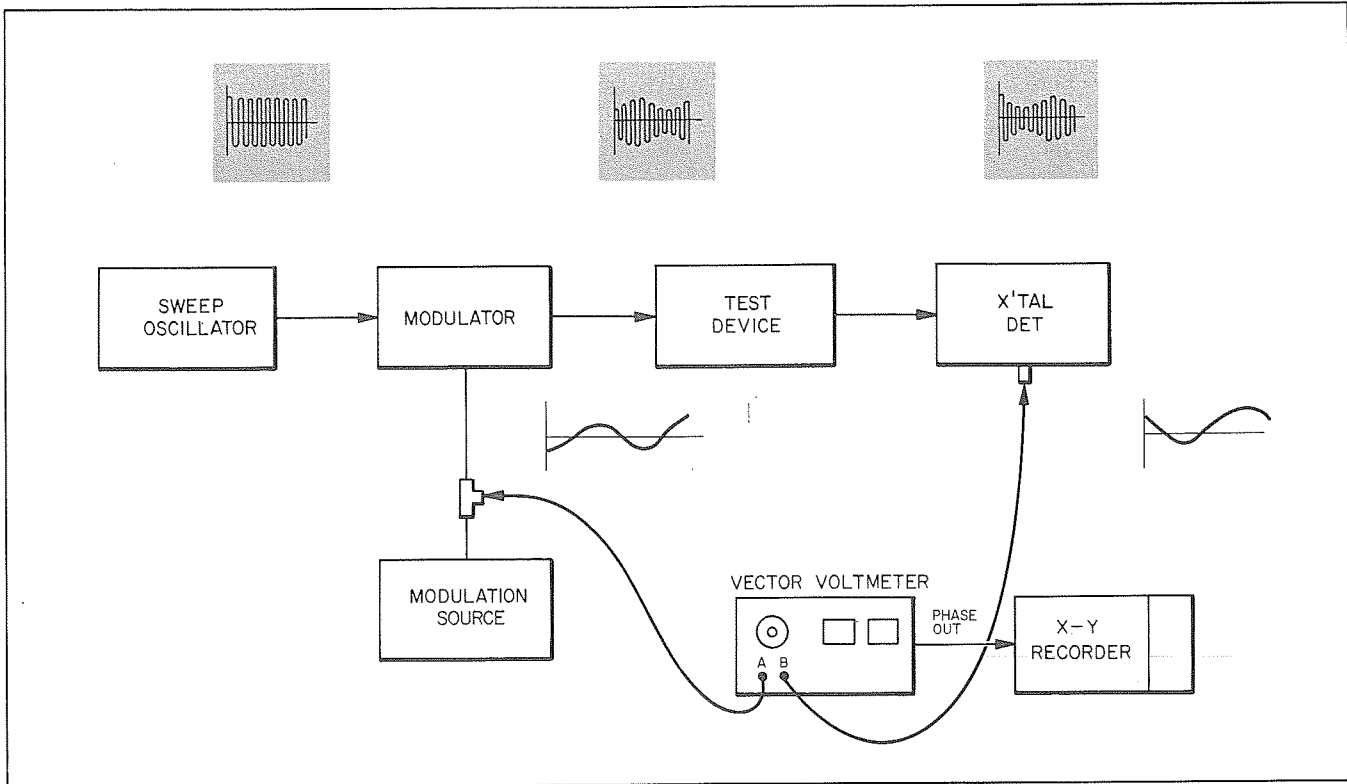 SWEEP
OSCILLATOR
MODULATOR
TEST
DEVICE
X'TAL
DET
MODULATION
SOURCE
VECTOR VOLTMETER
A B
PHASE
OUT
X-Y
RECORDER